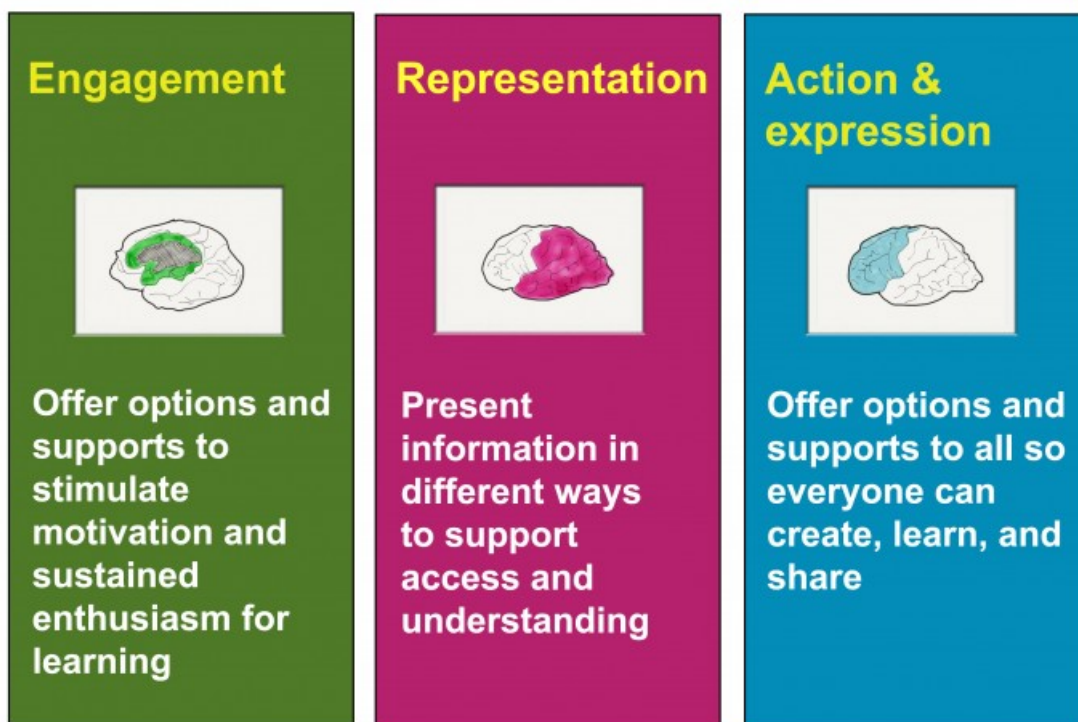 Engagement
Offer options and
supports to
stimulate
motivation and
sustained
enthusiasm for
learning
Representation
Present
information in
different ways
to support
access and
understanding
Action &
expression
Offer options and
supports to all so
everyone can
create, learn, and
share